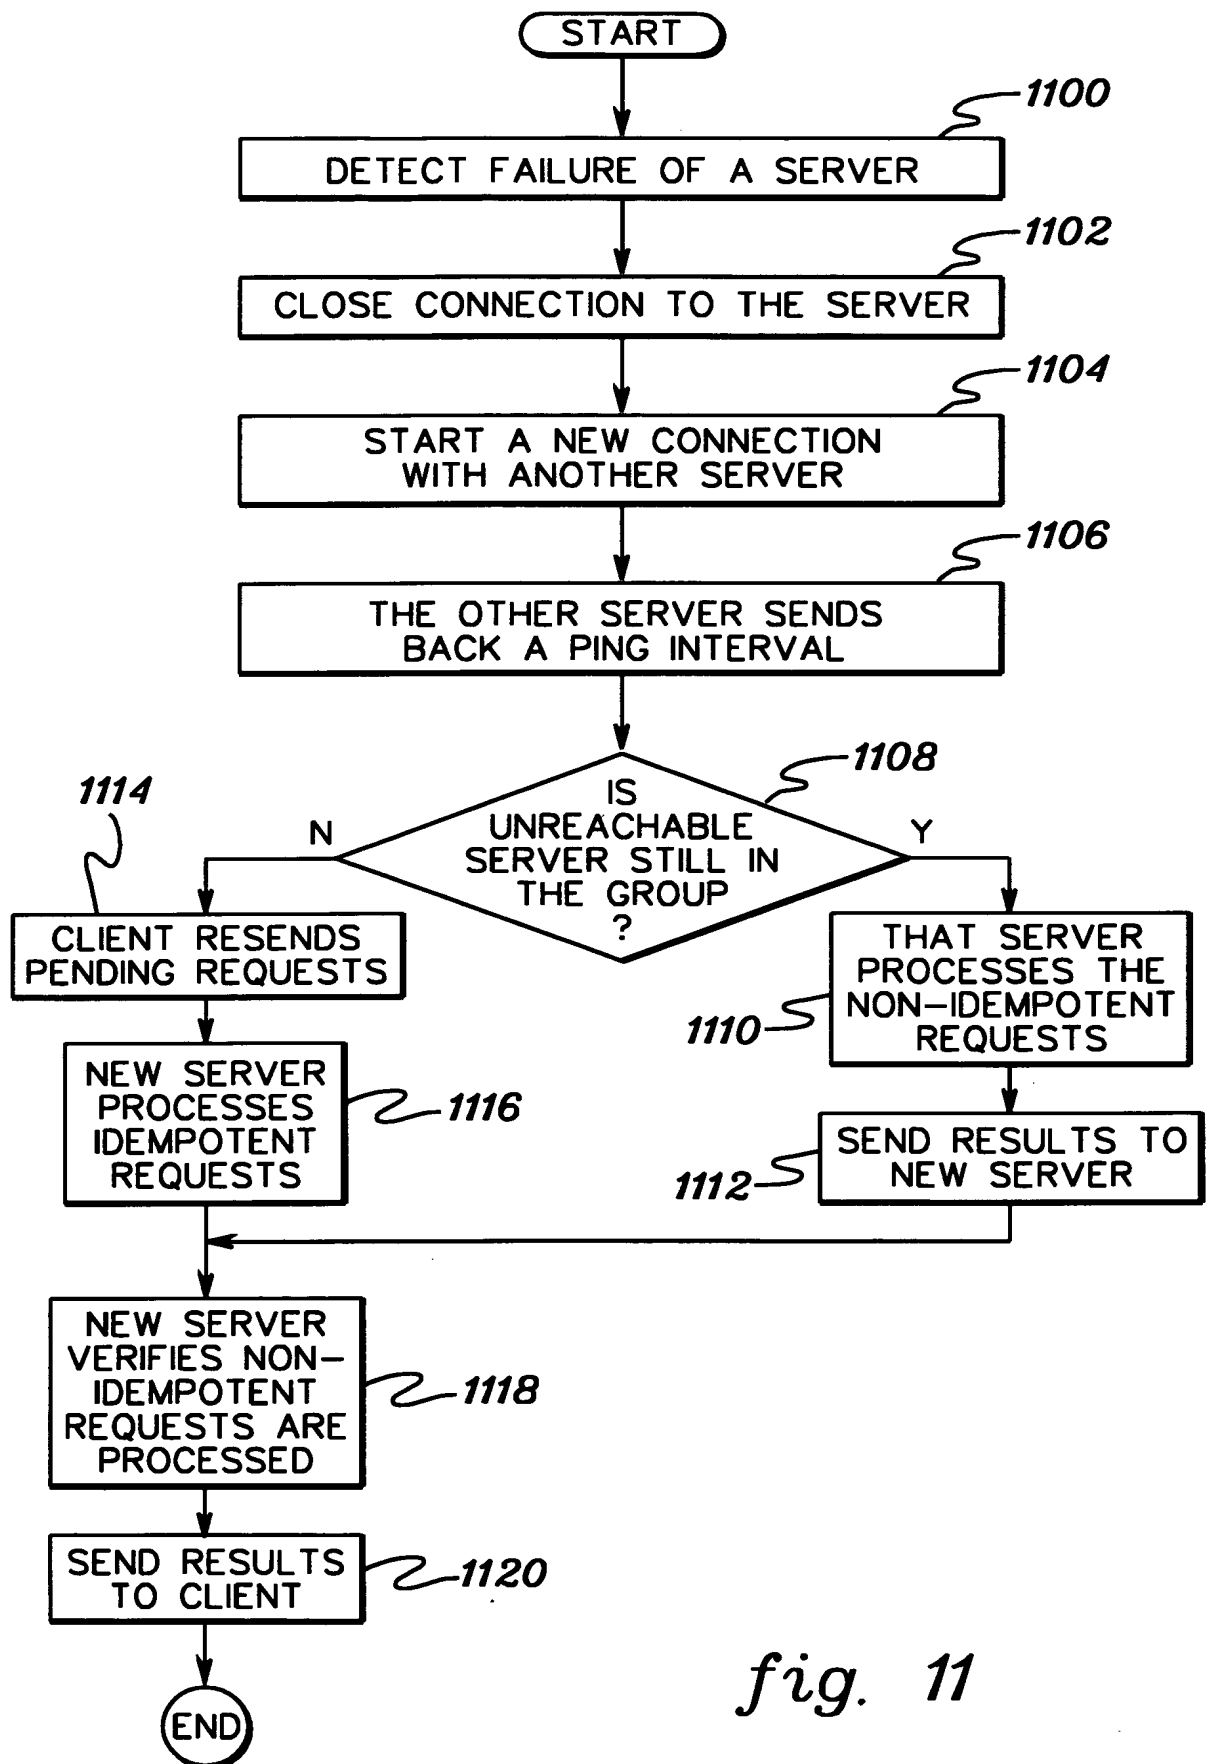 START
1100
DETECT FAILURE OF A SERVER
1102
CLOSE CONNECTION TO THE SERVER
1104
START A NEW CONNECTION
WITH ANOTHER SERVER
1106
THE OTHER SERVER SENDS
BACK A PING INTERVAL
1108
IS
UNREACHABLE
SERVER STILL IN
THE GROUP
?
N
Y
1114
CLIENT RESENDS
PENDING REQUESTS
THAT SERVER
PROCESSES THE
NON-IDEMPOTENT
REQUESTS
1110
NEW SERVER
PROCESSES
IDEMPOTENT
REQUESTS
1116
SEND RESULTS TO
NEW SERVER
1112
NEW SERVER
VERIFIES NON-
IDEMPOTENT
REQUESTS ARE
PROCESSED
1118
SEND RESULTS
TO CLIENT
1120
END
fig. 11